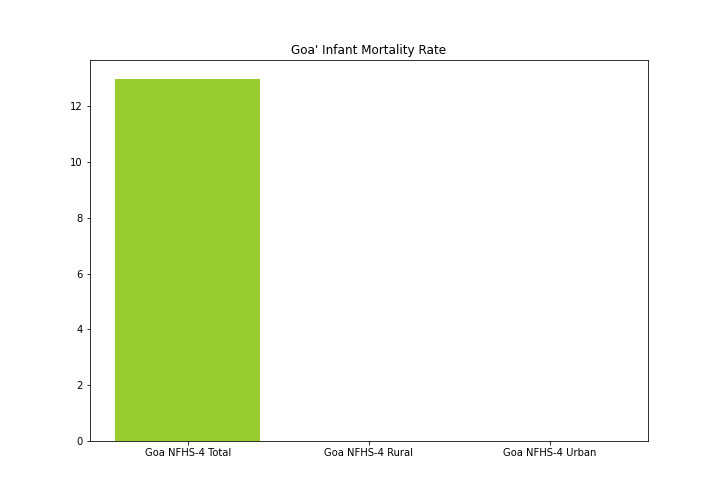 Goa' Infant Mortality Rate
12
10
8
6
4
2
0
Goa NFHS-4 Total
Goa NFHS-4 Rural
Goa NFHS-4 Urban